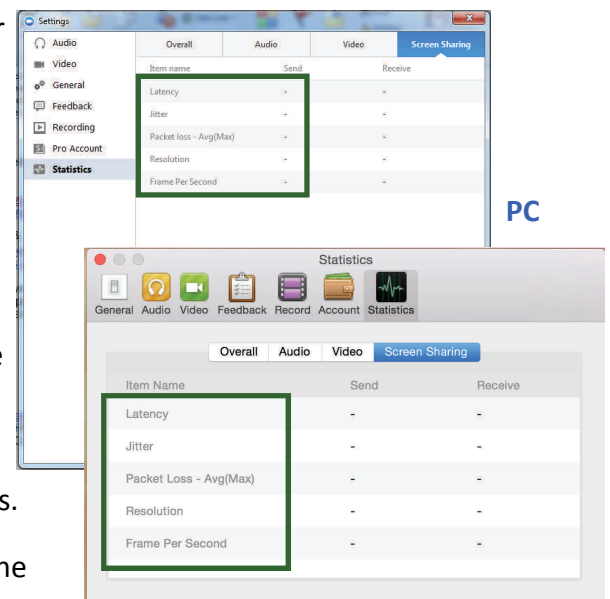 r
Settings
Audio
Video
General
Feedback
Recording
Pro Account
Statistics
Overall Audio Video Screen Sharing
Item name Send Receive
Latency - -
Jitter - -
Packet loss - Avg(Max) - -
Resolution - -
Frame Per Second - -
PC
Statistics
General Audio Video Feedback Record Account Statistics
Overall Audio Video Screen Sharing
Item Name Send Receive
Latency - -
Jitter - -
Packet Loss - Avg(Max) - -
Resolution - -
Frame Per Second - -
e
s.
ne